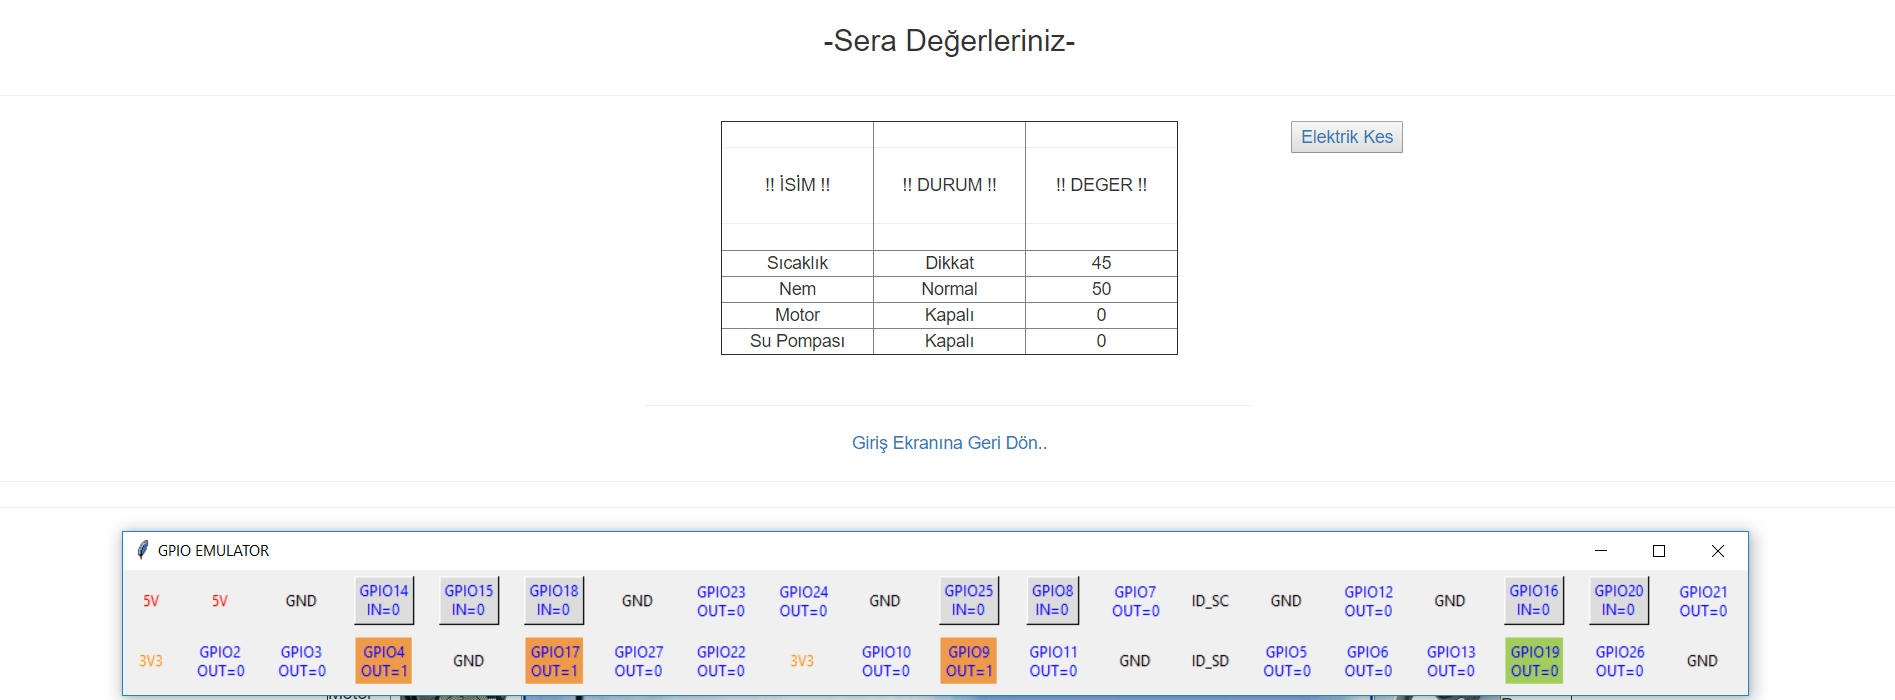 -Sera Değerleriniz-
Elektrik Kes
!! İSİM !! !! DURUM !! !! DEGER !!
Sıcaklık Dikkat 45
Nem Normal 50
Motor Kapalı 0
Su Pompası Kapalı 0
Giriş Ekranına Geri Dön..
GPIO EMULATOR
5V 5V GND GPIO14 GPIO15 GPIO18 GND GPIO23 GPIO24 GND GPIO25 GPIO8 GPIO7 ID_SC GND GPIO12 GND GPIO16 GPIO20 GPIO21
IN=0 IN=0 IN=0 OUT=0 OUT=0 IN=0 IN=0 OUT=0 OUT=0 IN=0 IN=0 OUT=0
3V3 GPIO2 GPIO3 GPIO4 GND GPIO17 GPIO27 GPIO22 3V3 GPIO10 GPIO9 GPIO11 GND ID_SD GPIO5 GPIO6 GPIO13 GPIO19 GPIO26 GND
OUT=0 OUT=0 OUT=1 OUT=1 OUT=0 OUT=0 OUT=0 OUT=1 OUT=0 OUT=0 OUT=0 OUT=0 OUT=0 OUT=0
Motor